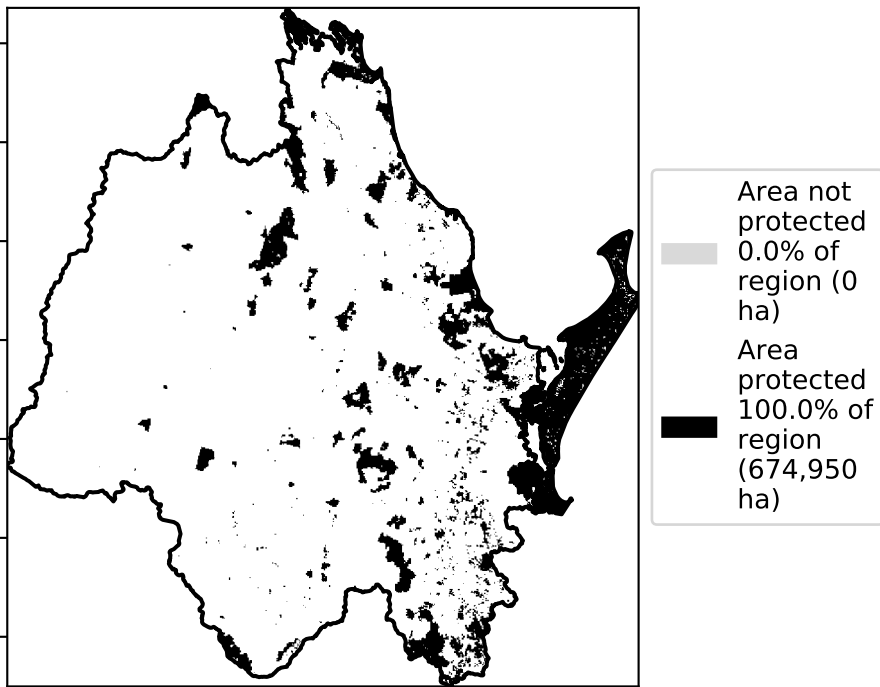 Area not
protected
0.0% of
region (0
ha)
Area
protected
100.0% of
region
(674,950
ha)